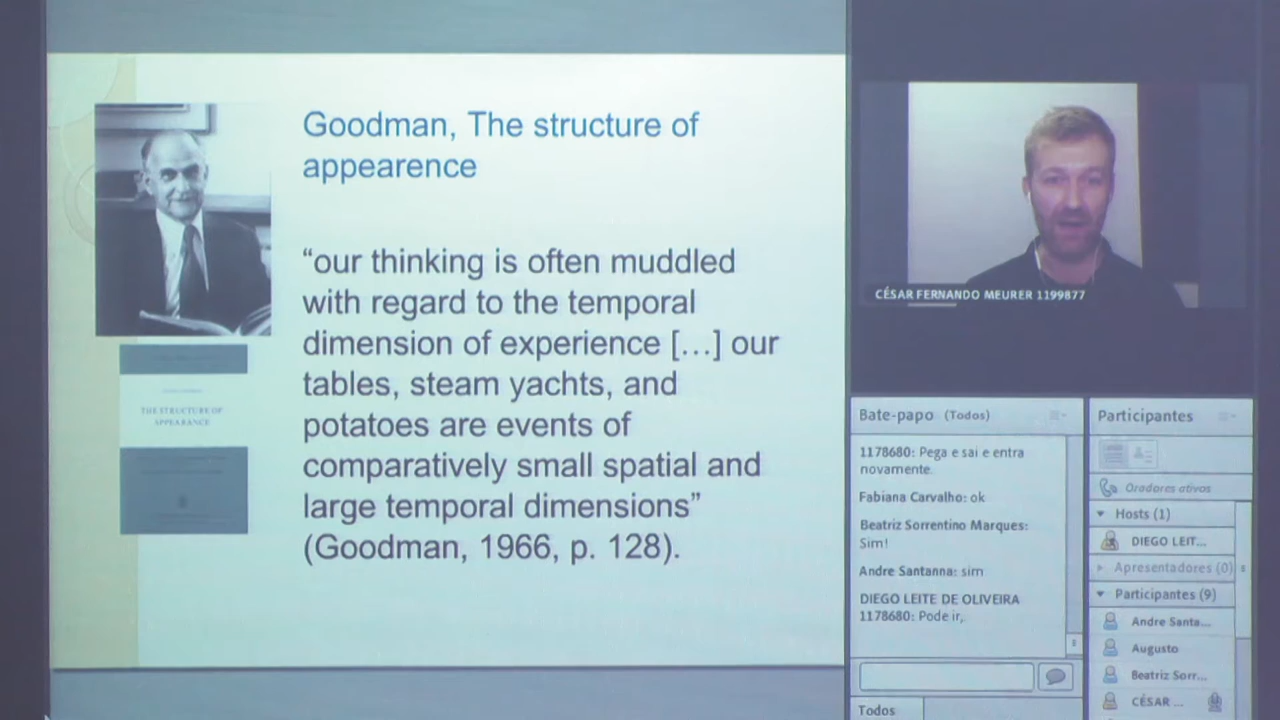 Goodman, The structure of
appearence
“our thinking is often muddled
with regard to the temporal
dimension of experience […] our
tables, steam yachts, and
potatoes are events of
comparatively small spatial and
large temporal dimensions”
(Goodman, 1966, p. 128).
THE STRUCTURE OF
APPEARANCE
CÉSAR FERNANDO MEURER 1199877
Bate-papo (Todos)
1178680: Pega e sai e entra
novamente.
Fabiana Carvalho: ok
Beatriz Sorrentino Marques:
Sim!
Andre Santanna: sim
DIEGO LEITE DE OLIVEIRA
1178680: Pode ir,
Todos
Participantes
Oradores ativos
Hosts (1)
DIEGO LEIT...
Apresentadores (0)
Participantes (9)
Andre Santa...
Augusto
Beatriz Sorr...
CÉSAR ...